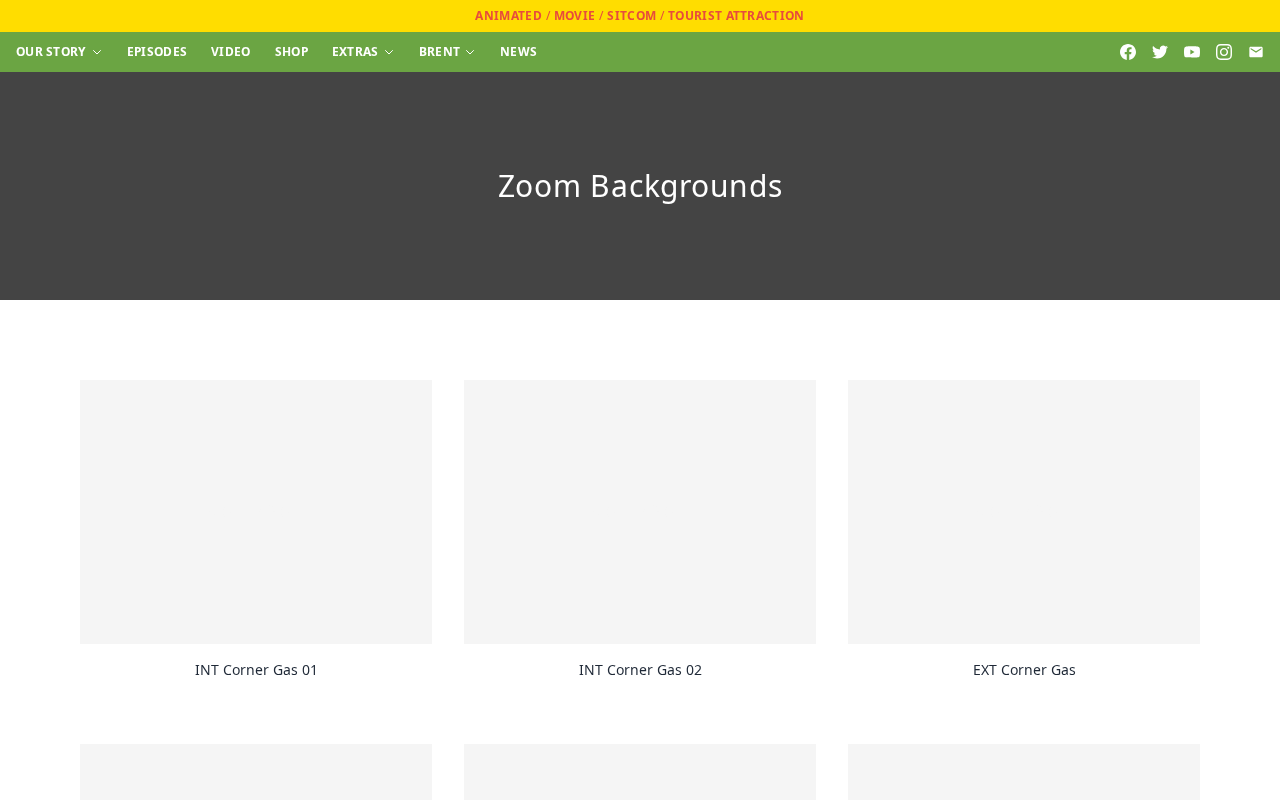 ANIMATED / MOVIE / SITCOM / TOURIST ATTRACTION
OUR STORY EPISODES VIDEO SHOP EXTRAS BRENT NEWS
Zoom Backgrounds
INT Corner Gas 01 INT Corner Gas 02 EXT Corner Gas